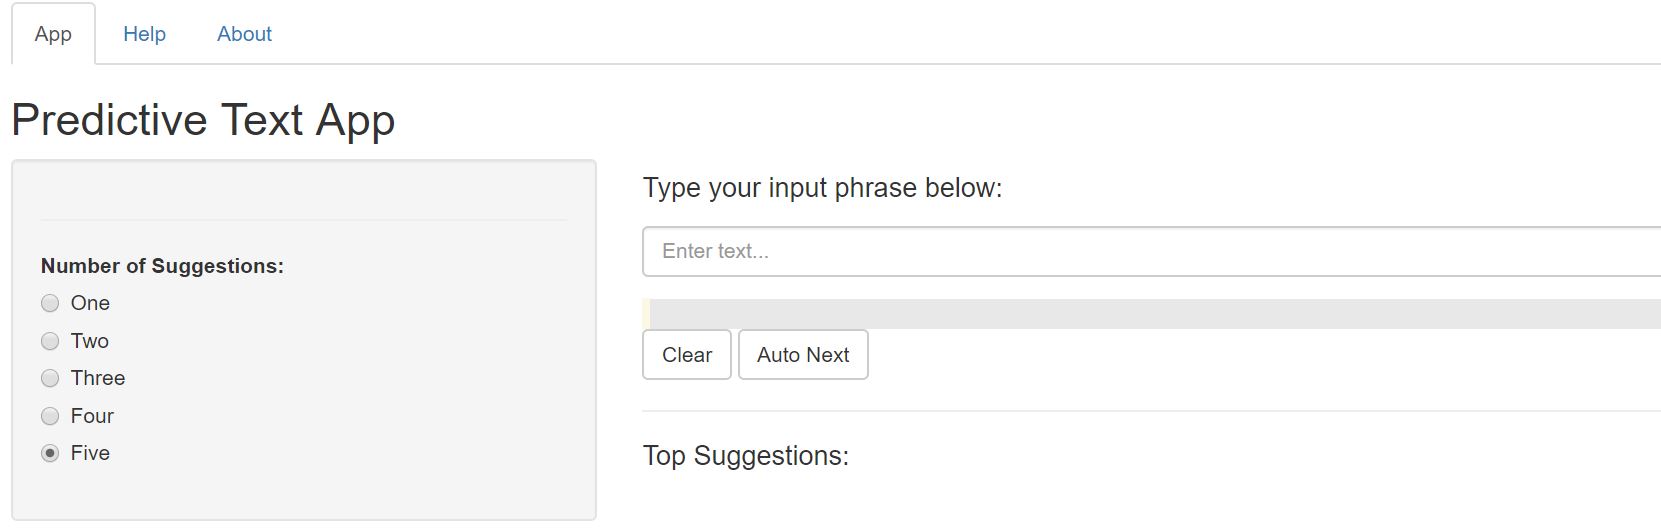 App Help About
Predictive Text App
Number of Suggestions:
One
Two
Three
Four
Five
Type your input phrase below:
Enter text...
Clear Auto Next
Top Suggestions: